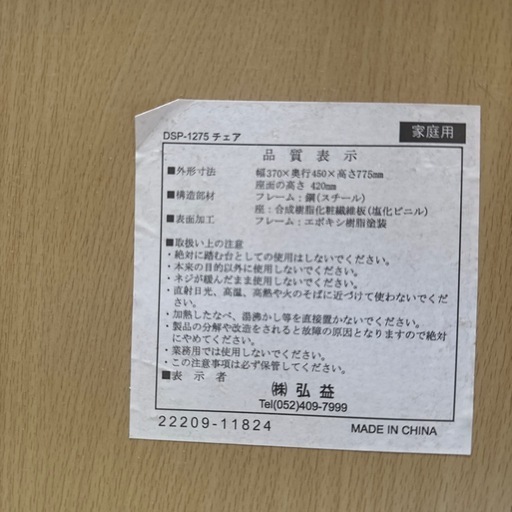 DSP-1275 チェア
家庭用
品質表示
■外形寸法 幅370×奥行450×高さ775mm
座面の高さ 420mm
■構造部材 フレーム：鋼(スチール)
座：合成樹脂化粧繊維板(塩化ビニル)
■表面加工 フレーム：エポキシ樹脂塗装
■取扱い上の注意
・絶対に踏む台としての使用はしないでください。
・本来の目的以外に使用しないでください。
・ネジが緩んだまま使用しないでください。
・直射日光、高温、高熱や火のそばに近づけて使わないでくだ
さい。
・加熱したなべ、湯沸かし等を直接置かないでください。
・製品の分解や改造をされると故障の原因となりますので絶対
にやめてください。
・業務用では使用しないでください。
・この注意事項は必ず保管してください。
■表示者
㈱ 弘益
Tel(052)409-7999
22209-11824
MADE IN CHINA